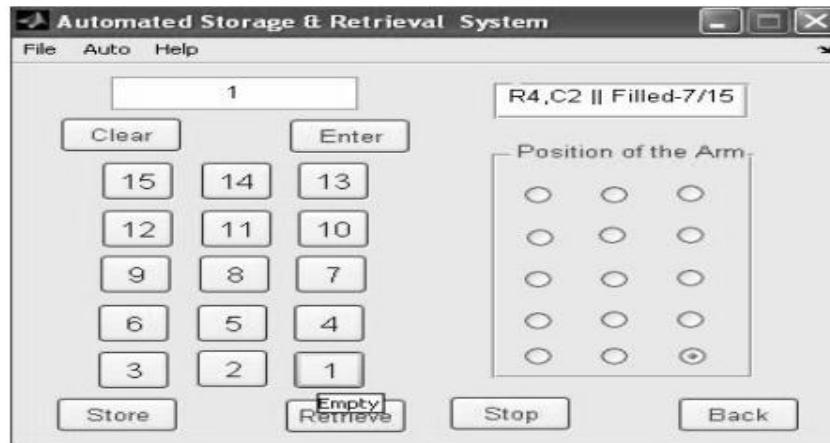 Automated Storage & Retrieval System
File Auto Help
1
R4,C2 || Filled-7/15
Clear Enter
Position of the Arm
15 14 13
12 11 10
9 8 7
6 5 4
3 2 1
Empty
Store Retrieve Stop Back